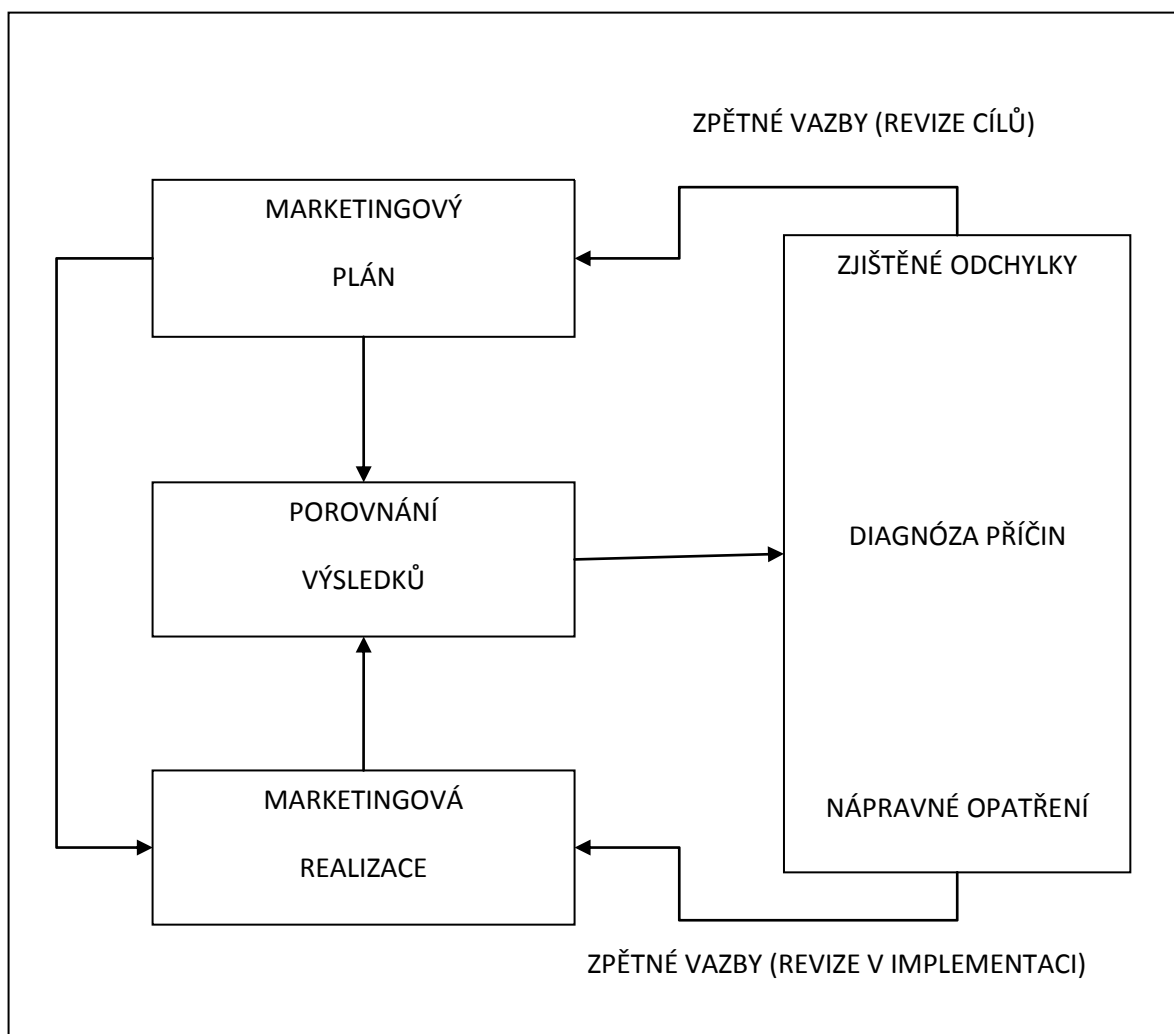 ZPĚTNÉ VAZBY (REVIZE CÍLŮ)
MARKETINGOVÝ
PLÁN
ZJIŠTĚNÉ ODCHYLKY
POROVNÁNÍ
VÝSLEDKŮ
DIAGNÓZA PŘÍČIN
MARKETINGOVÁ
REALIZACE
NÁPRAVNÉ OPATŘENÍ
ZPĚTNÉ VAZBY (REVIZE V IMPLEMENTACI)